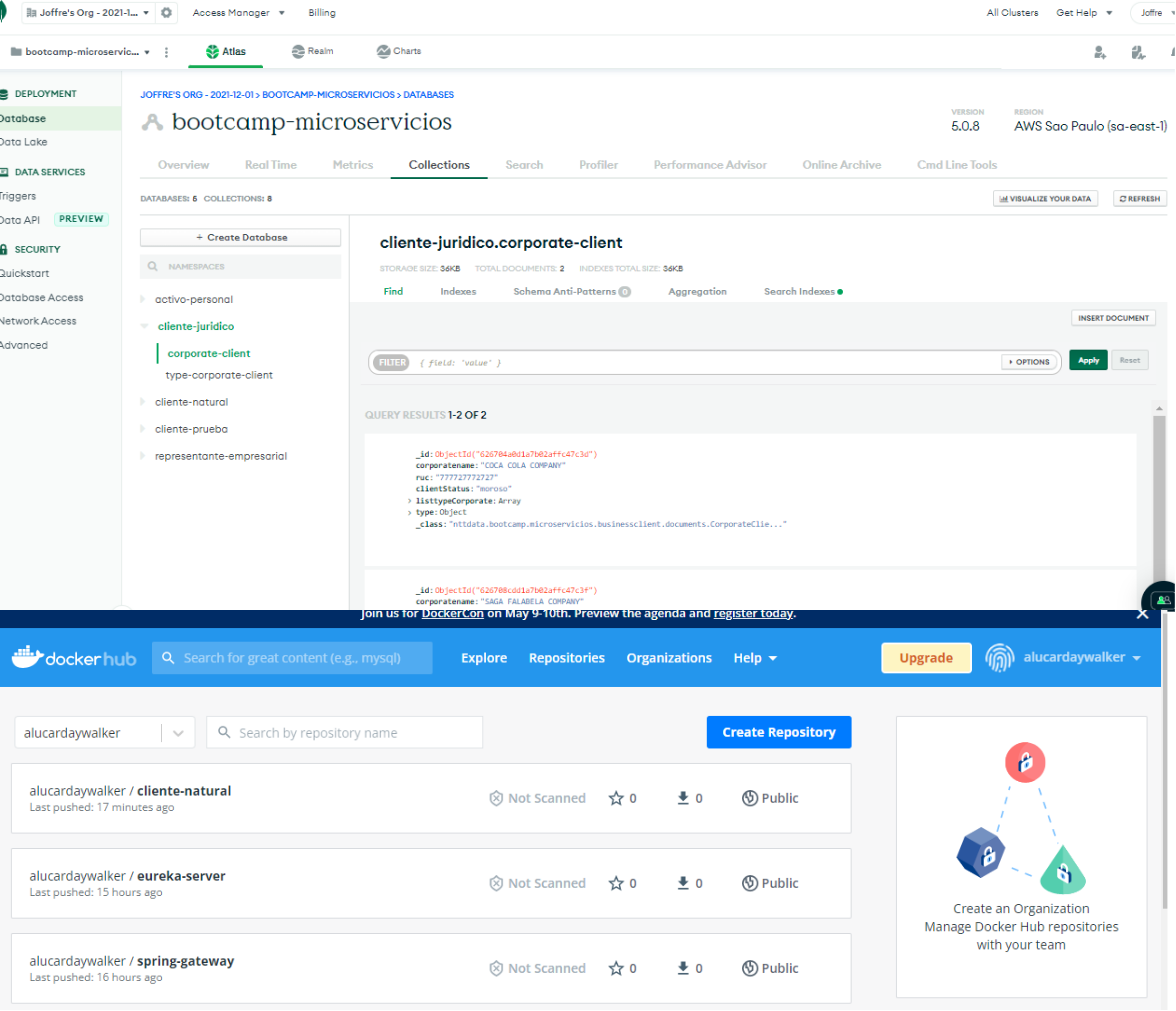 Joffre's Org - 2021-1... Access Manager Billing All Clusters Get Help Joffre
bootcamp-microservic... Atlas Realm Charts
DEPLOYMENT
Database
Data Lake
DATA SERVICES
Triggers
Data API PREVIEW
SECURITY
Quickstart
Database Access
Network Access
Advanced
JOFFRE'S ORG - 2021-12-01 > BOOTCAMP-MICROSERVICIOS > DATABASES
bootcamp-microservicios
VERSION REGION
5.0.8 AWS Sao Paulo (sa-east-1)
Overview Real Time Metrics Collections Search Profiler Performance Advisor Online Archive Cmd Line Tools
DATABASES: 5 COLLECTIONS: 8 VISUALIZE YOUR DATA REFRESH
+ Create Database
NAMESPACES
activo-personal
cliente-juridico
corporate-client
type-corporate-client
cliente-natural
cliente-prueba
representante-empresarial
cliente-juridico.corporate-client
STORAGE SIZE: 36KB TOTAL DOCUMENTS: 2 INDEXES TOTAL SIZE: 36KB
Find Indexes Schema Anti-Patterns 0 Aggregation Search Indexes
INSERT DOCUMENT
FILTER { field: 'value' } OPTIONS Apply Reset
QUERY RESULTS 1-2 OF 2
_id: ObjectId("626704a0d1a7b02affc47c3d")
corporatename: "COCA COLA COMPANY"
ruc: "777727772727"
clientStatus: "moroso"
listtypeCorporate: Array
type: Object
_class: "nttdata.bootcamp.microservicios.businessclient.documents.CorporateClie..."
_id: ObjectId("626708cdd1a7b02affc47c3f")
corporatename: "SAGA FALABELA COMPANY"
Join us for DockerCon on May 9-10th. Preview the agenda and register today.
docker hub Search for great content (e.g., mysql) Explore Repositories Organizations Help Upgrade alucardaywalker
alucardaywalker Search by repository name Create Repository
alucardaywalker / cliente-natural
Last pushed: 17 minutes ago
Not Scanned 0 0 Public
alucardaywalker / eureka-server
Last pushed: 15 hours ago
Not Scanned 0 0 Public
alucardaywalker / spring-gateway
Last pushed: 16 hours ago
Not Scanned 0 0 Public
Create an Organization
Manage Docker Hub repositories
with your team